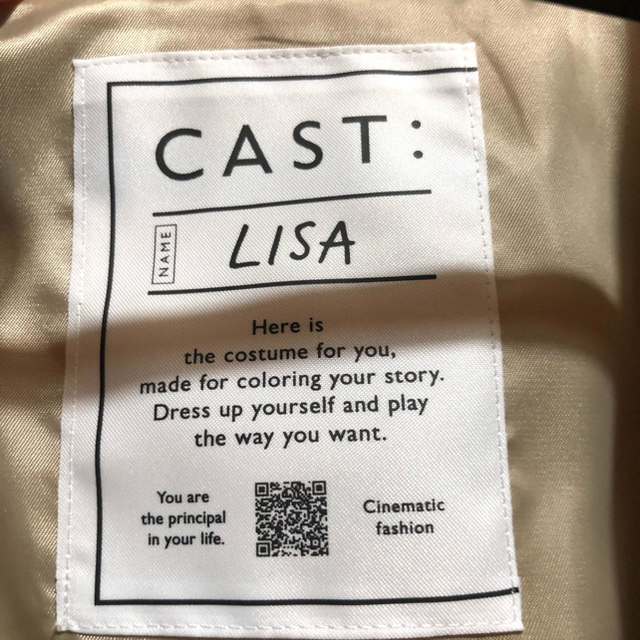 CAST:
NAME
LISA
Here is
the costume for you,
made for coloring your story.
Dress up yourself and play
the way you want.
You are
the principal
in your life.
Cinematic
fashion